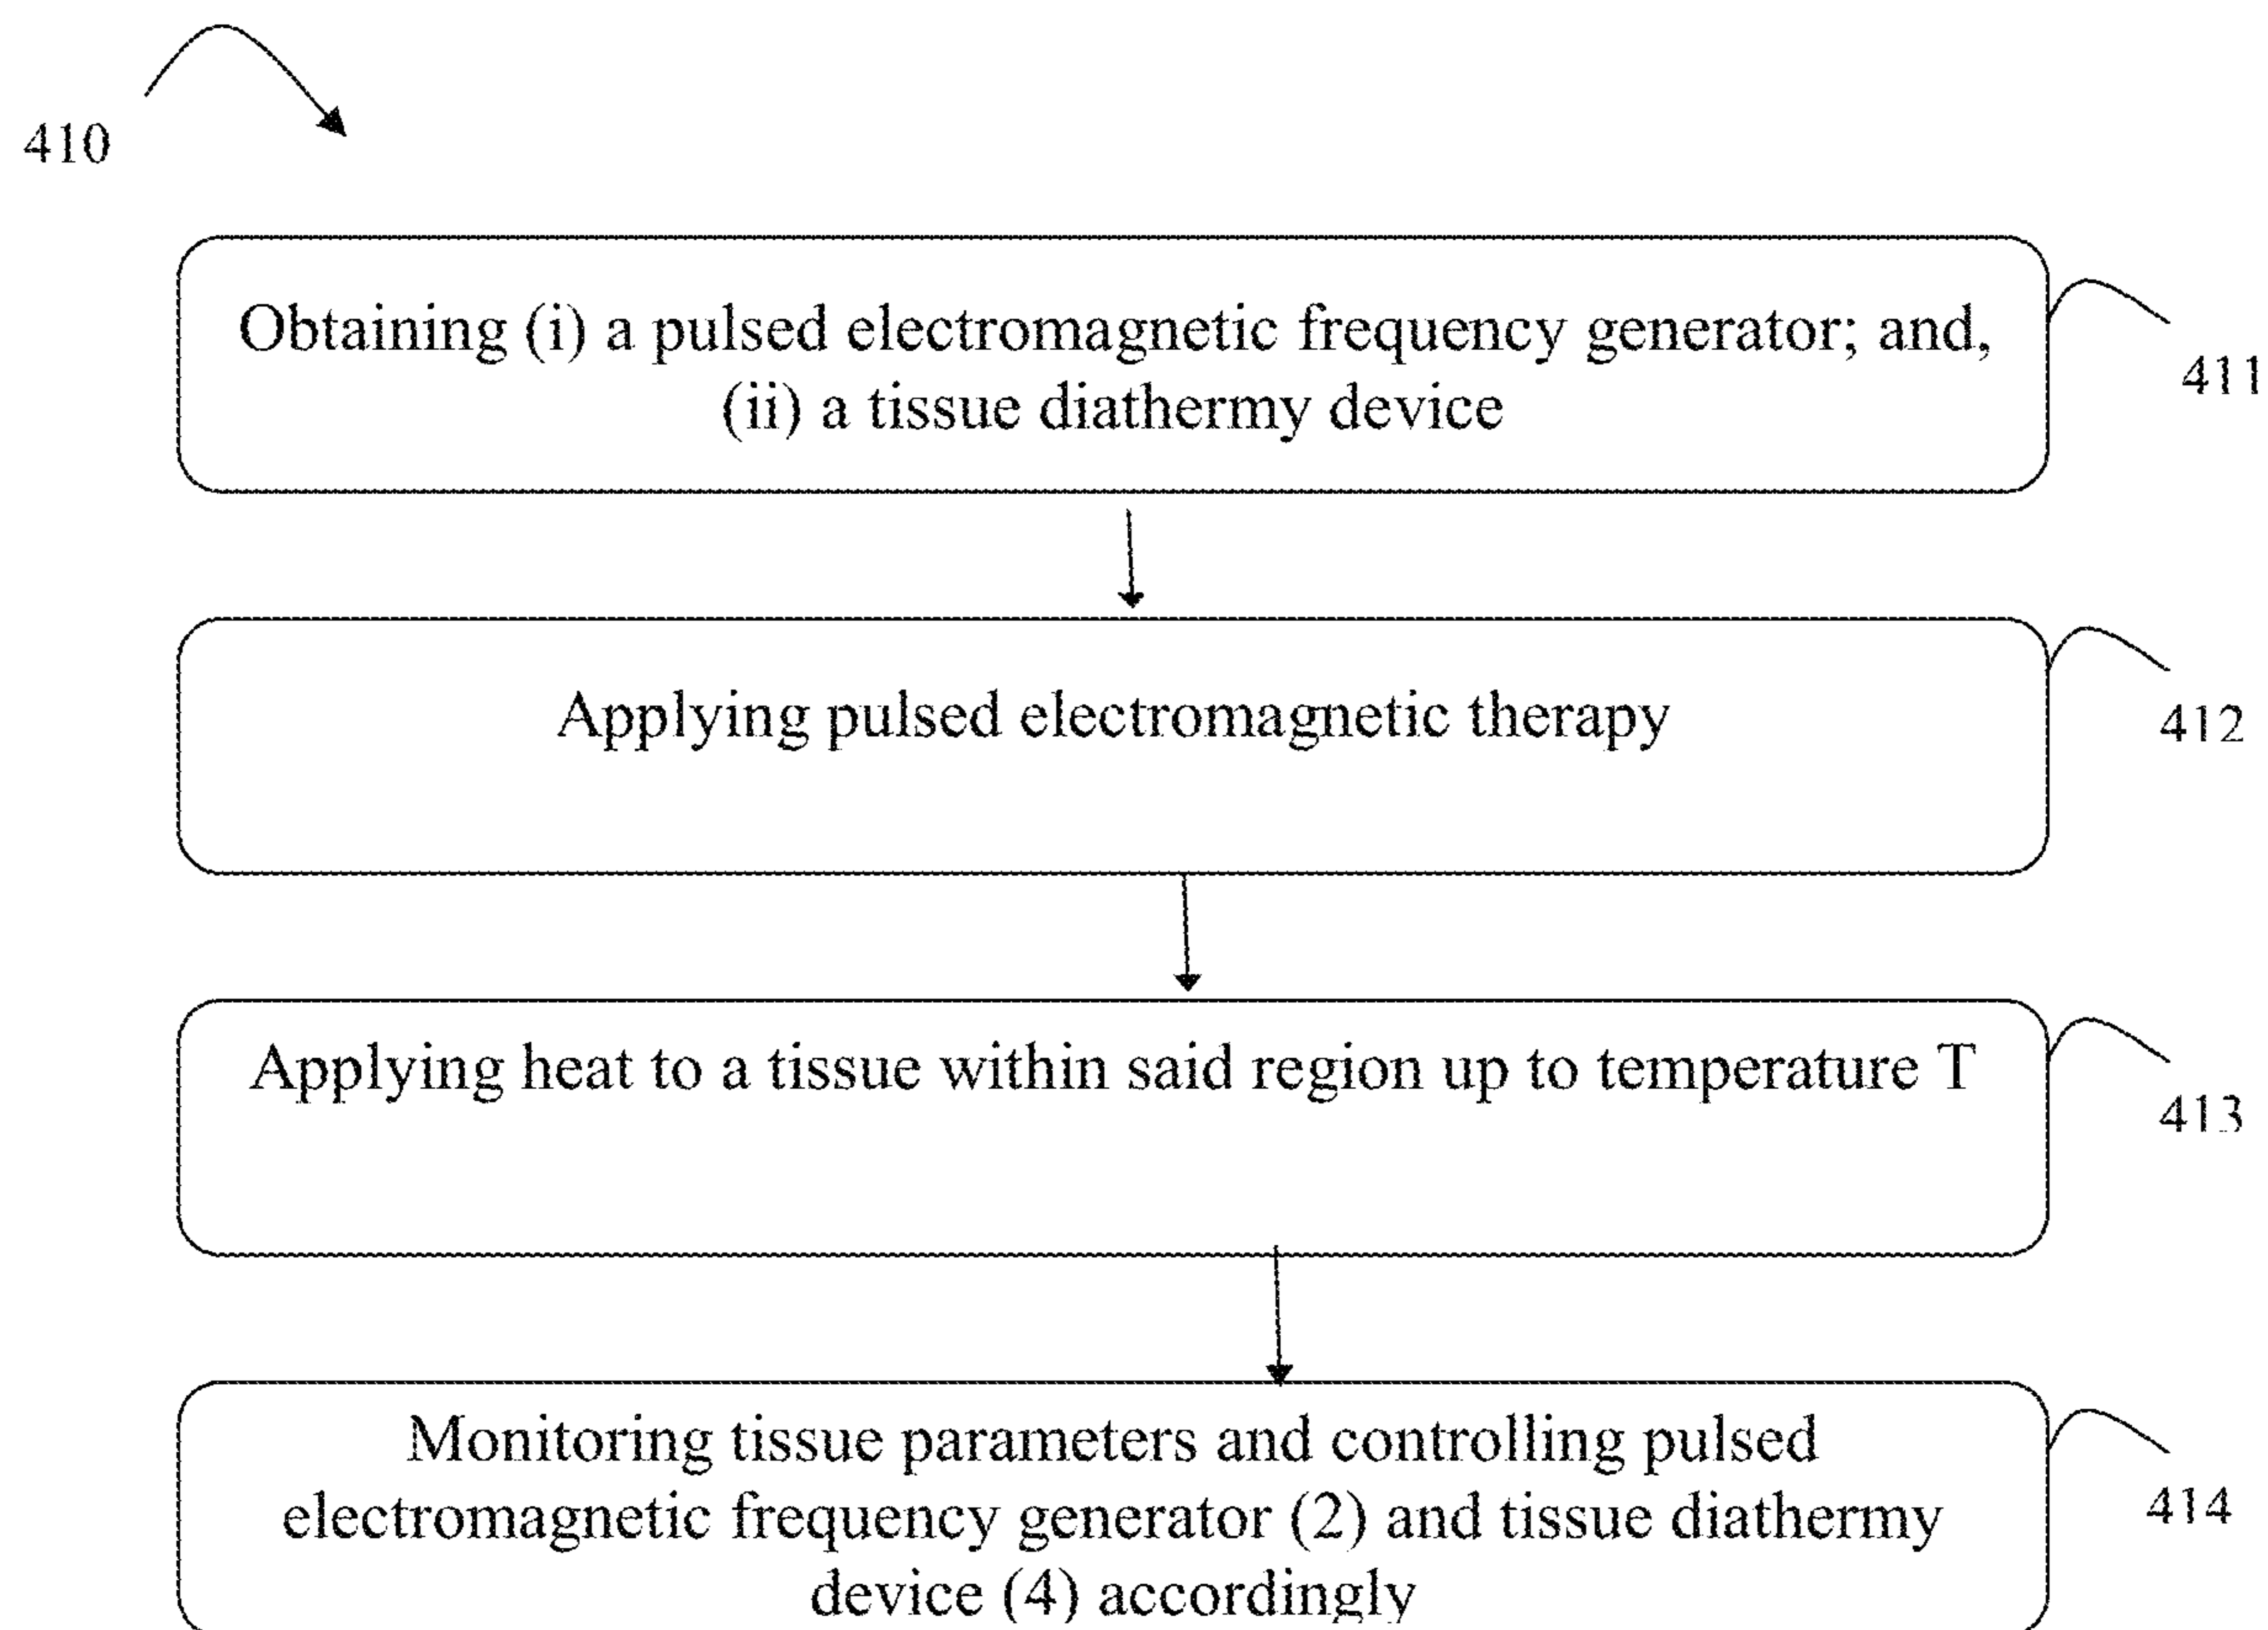 410
Obtaining (i) a pulsed electromagnetic frequency generator; and,
(ii) a tissue diathermy device
411
Applying pulsed electromagnetic therapy
412
Applying heat to a tissue within said region up to temperature T
413
Monitoring tissue parameters and controlling pulsed
electromagnetic frequency generator (2) and tissue diathermy
device (4) accordingly
414